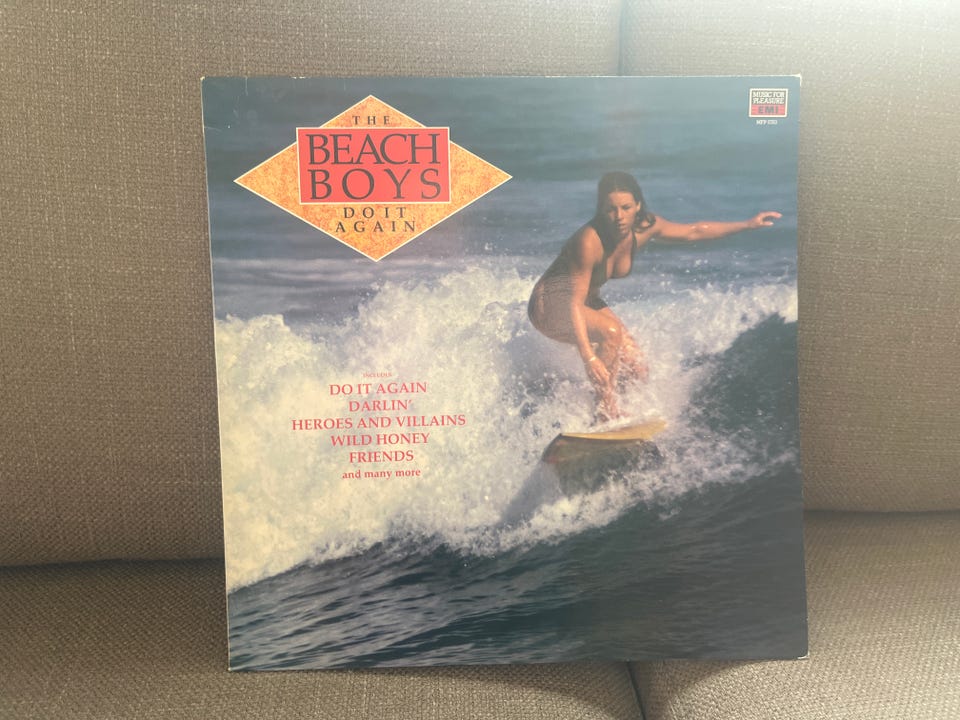 THE
BEACH
BOYS
DO IT
AGAIN
MUSIC FOR
PLEASURE
EMI
INCLUDES
DO IT AGAIN
DARLIN'
HEROES AND VILLAINS
WILD HONEY
FRIENDS
and many more